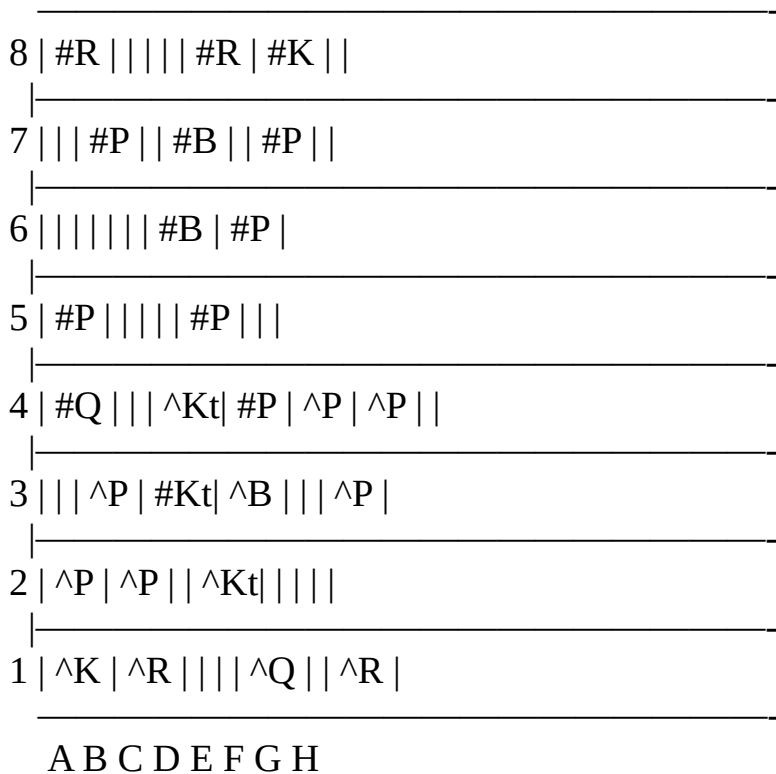 8 | #R | | | | | #R | #K | |
7 | | | #P | | #B | | #P | |
6 | | | | | | | #B | #P |
5 | #P | | | | | #P | | |
4 | #Q | | | ^Kt| #P | ^P | ^P | |
3 | | | ^P | #Kt| ^B | | | ^P |
2 | ^P | ^P | | ^Kt| | | | |
1 | ^K | ^R | | | | ^Q | | ^R |
A B C D E F G H